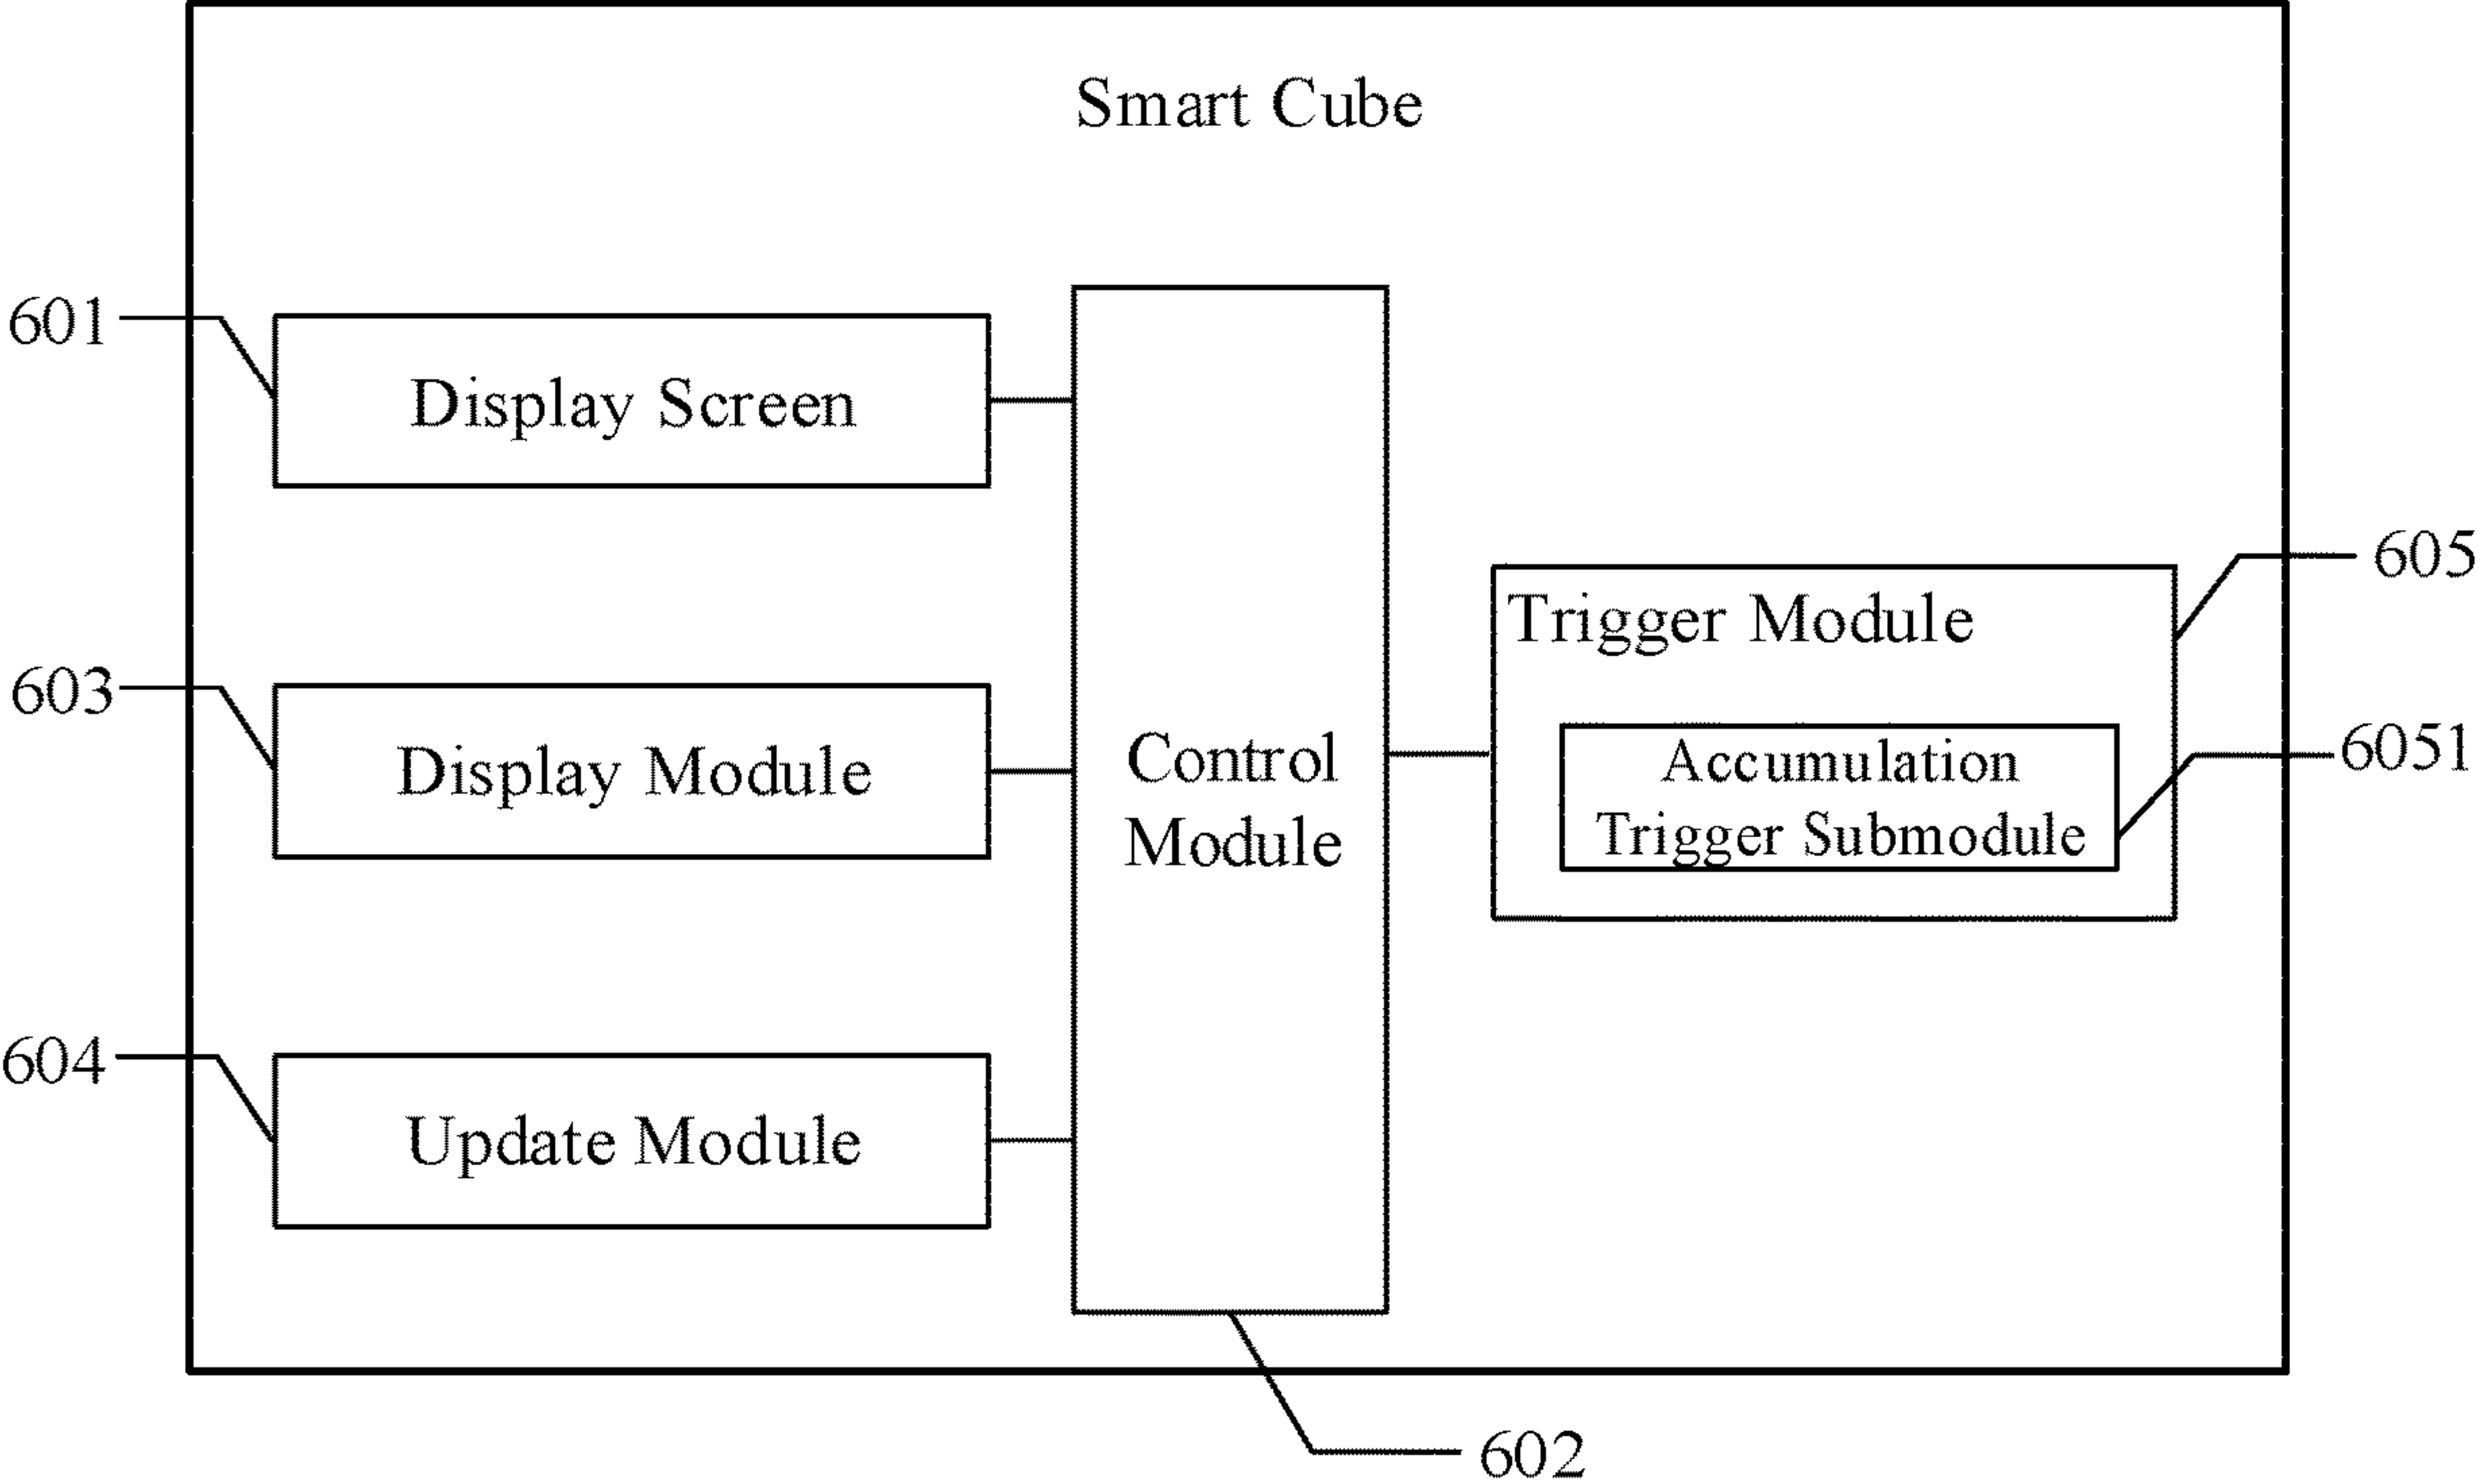 Smart Cube
601
Display Screen
605
Trigger Module
603
Display Module
Control
Module
Accumulation
Trigger Submodule
6051
604
Update Module
602